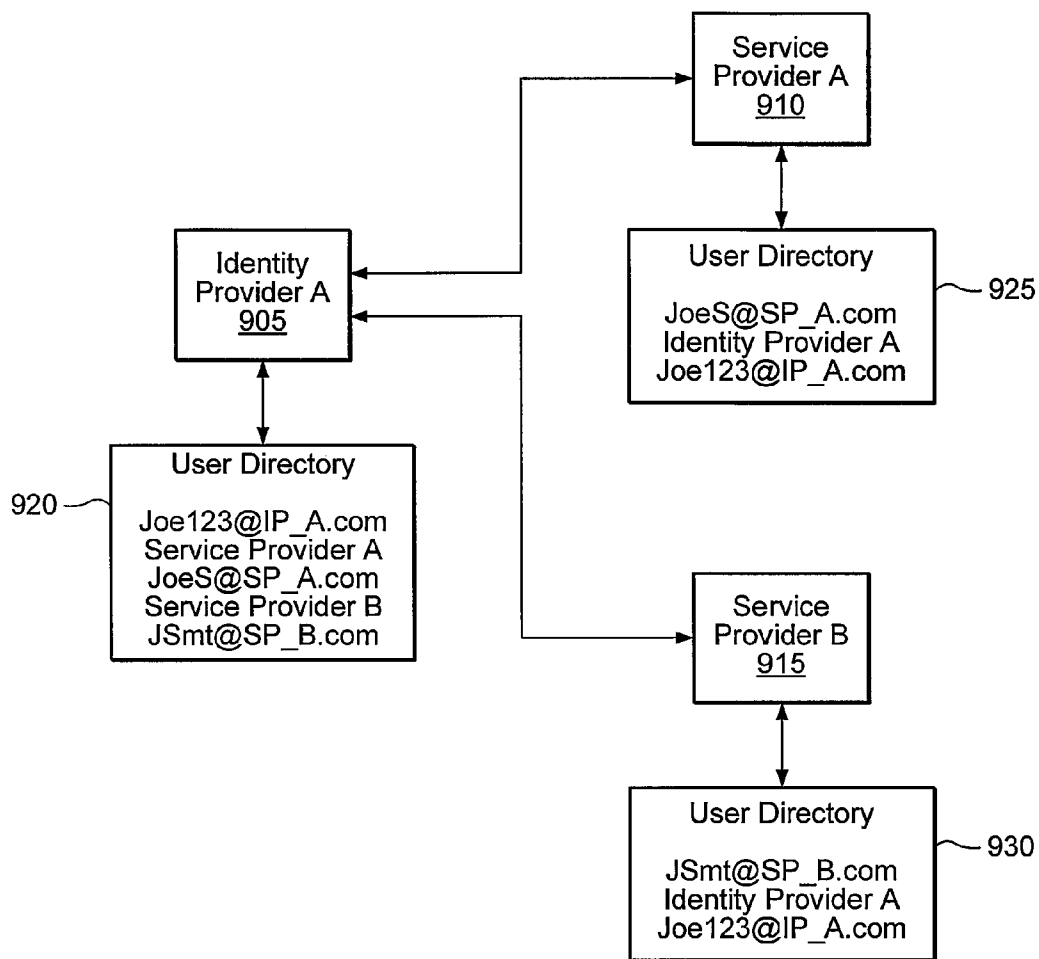 Service
Provider A
910
Identity
Provider A
905
User Directory
JoeS@SP_A.com
Identity Provider A
Joe123@IP_A.com
925
User Directory
Joe123@IP_A.com
Service Provider A
JoeS@SP_A.com
Service Provider B
JSmt@SP_B.com
920
Service
Provider B
915
User Directory
JSmt@SP_B.com
Identity Provider A
Joe123@IP_A.com
930